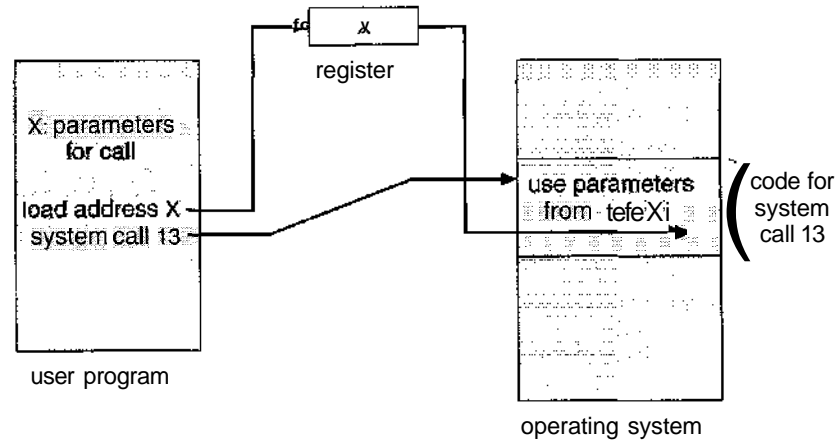 X
register
X: parameters
for call
load address X
system call 13
use parameters
from tefeXi
code for
system
call 13
user program
operating system